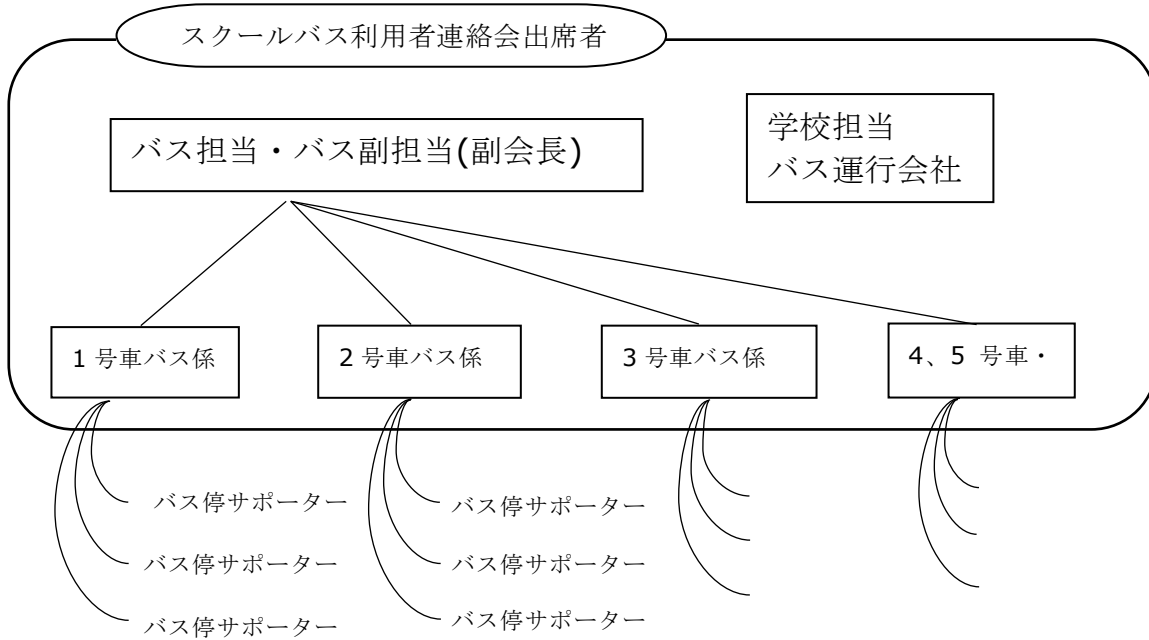 スクールバス利用者連絡会出席者
バス担当・バス副担当(副会長)
学校担当
バス運行会社
1 号車バス係
2 号車バス係
3 号車バス係
4、5 号車・
バス停サポーター
バス停サポーター
バス停サポーター
バス停サポーター
バス停サポーター
バス停サポーター